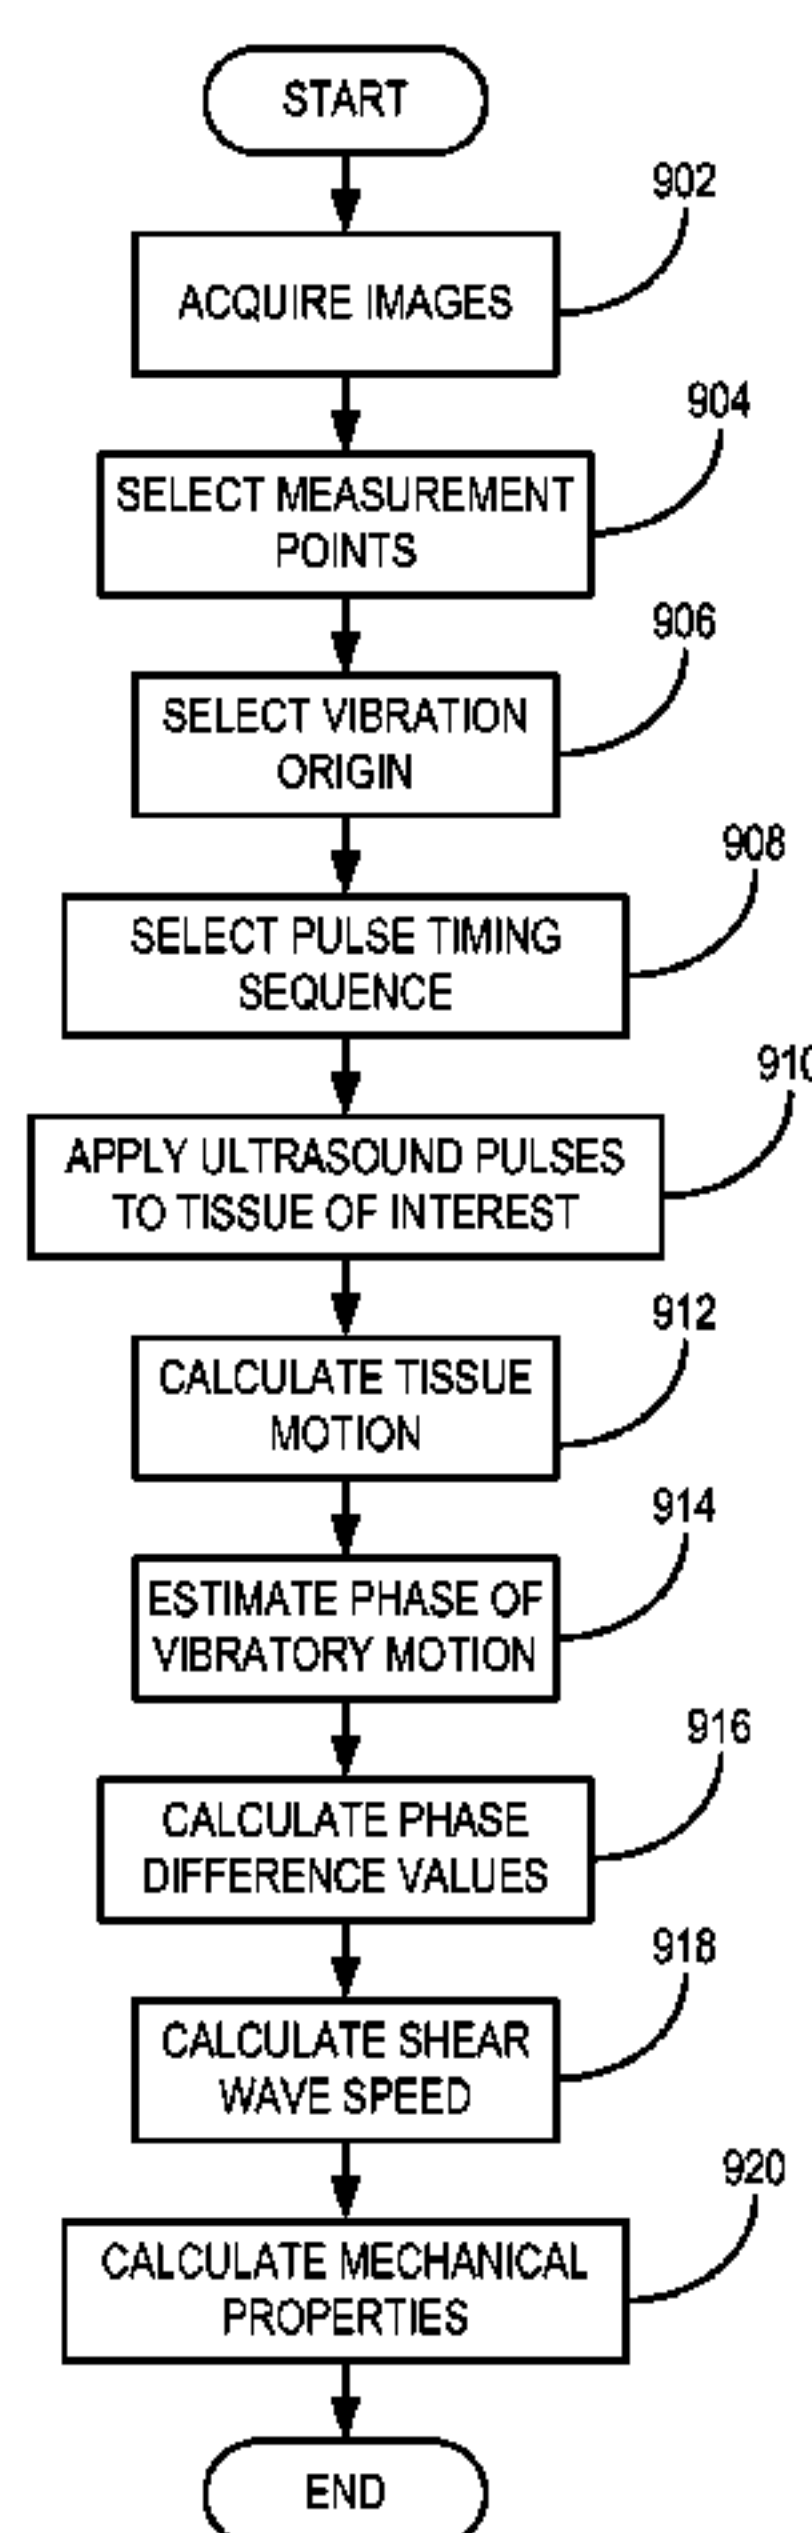 START
902
ACQUIRE IMAGES
904
SELECT MEASUREMENT
POINTS
906
SELECT VIBRATION
ORIGIN
908
SELECT PULSE TIMING
SEQUENCE
910
APPLY ULTRASOUND PULSES
TO TISSUE OF INTEREST
912
CALCULATE TISSUE
MOTION
914
ESTIMATE PHASE OF
VIBRATORY MOTION
916
CALCULATE PHASE
DIFFERENCE VALUES
918
CALCULATE SHEAR
WAVE SPEED
920
CALCULATE MECHANICAL
PROPERTIES
END